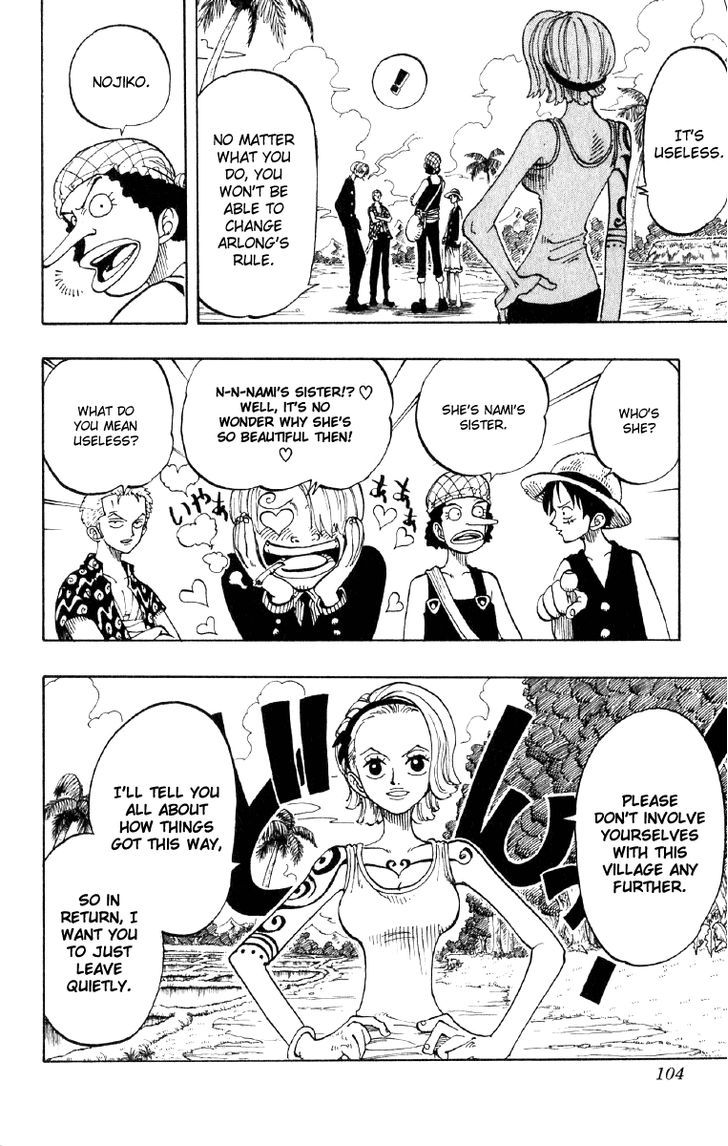 IT'S
USELESS.
!
NO MATTER
WHAT YOU
DO, YOU
WON'T BE
ABLE TO
CHANGE
ARLONG'S
RULE.
NOJIKO.
WHO'S
SHE?
SHE'S NAMI'S
SISTER.
N-N-NAMI'S SISTER!? ♡
WELL, IT'S NO
WONDER WHY SHE'S
SO BEAUTIFUL THEN!
♡
WHAT DO
YOU MEAN
USELESS?
PLEASE
DON'T INVOLVE
YOURSELVES
WITH THIS
VILLAGE ANY
FURTHER.
I'LL TELL YOU
ALL ABOUT
HOW THINGS
GOT THIS WAY,
SO IN
RETURN, I
WANT YOU
TO JUST
LEAVE
QUIETLY.
104